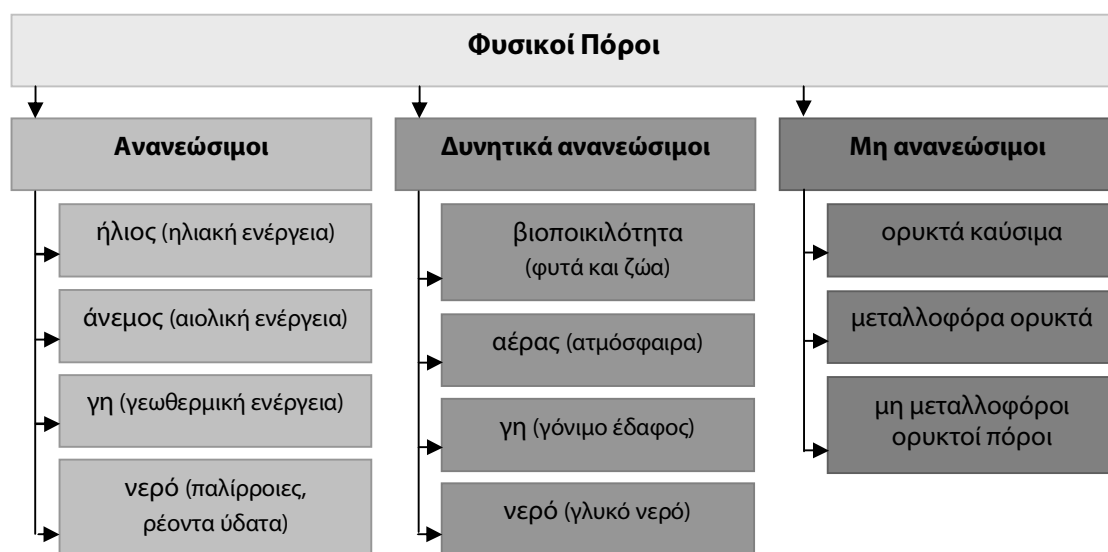 Φυσικοί Πόροι
Ανανεώσιμοι
ήλιος (ηλιακή ενέργεια)
άνεμος (αιολική ενέργεια)
γη (γεωθερμική ενέργεια)
νερό (παλίρροιες,
ρέοντα ύδατα)
Δυνητικά ανανεώσιμοι
βιοποικιλότητα
(φυτά και ζώα)
αέρας (ατμόσφαιρα)
γη (γόνιμο έδαφος)
νερό (γλυκό νερό)
Μη ανανεώσιμοι
ορυκτά καύσιμα
μεταλλοφόρα ορυκτά
μη μεταλλοφόροι
ορυκτοί πόροι